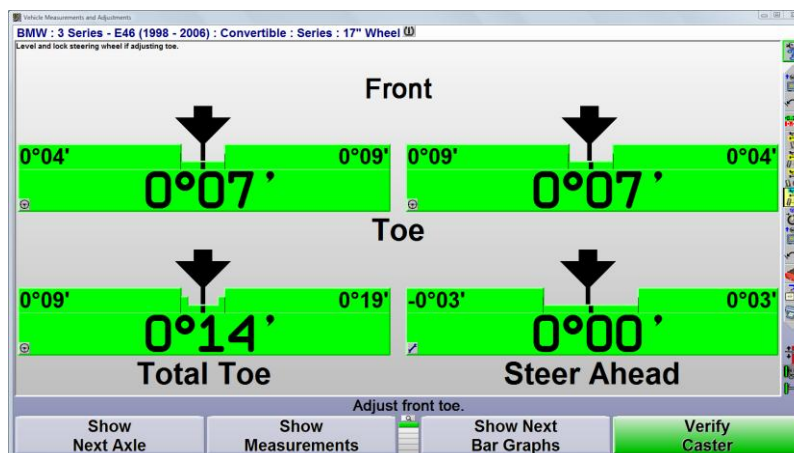 Vehicle Measurements and Adjustments
BMW : 3 Series - E46 (1998 - 2006) : Convertible : Series : 17" Wheel
Level and lock steering wheel if adjusting toe.
Front
0°04' 0°09' 0°09' 0°04'
0°07' 0°07'
Toe
0°09' 0°19' -0°03' 0°03'
0°14' 0°00'
Total Toe Steer Ahead
Adjust front toe.
Show Show Show Next Verify
Next Axle Measurements Bar Graphs Caster